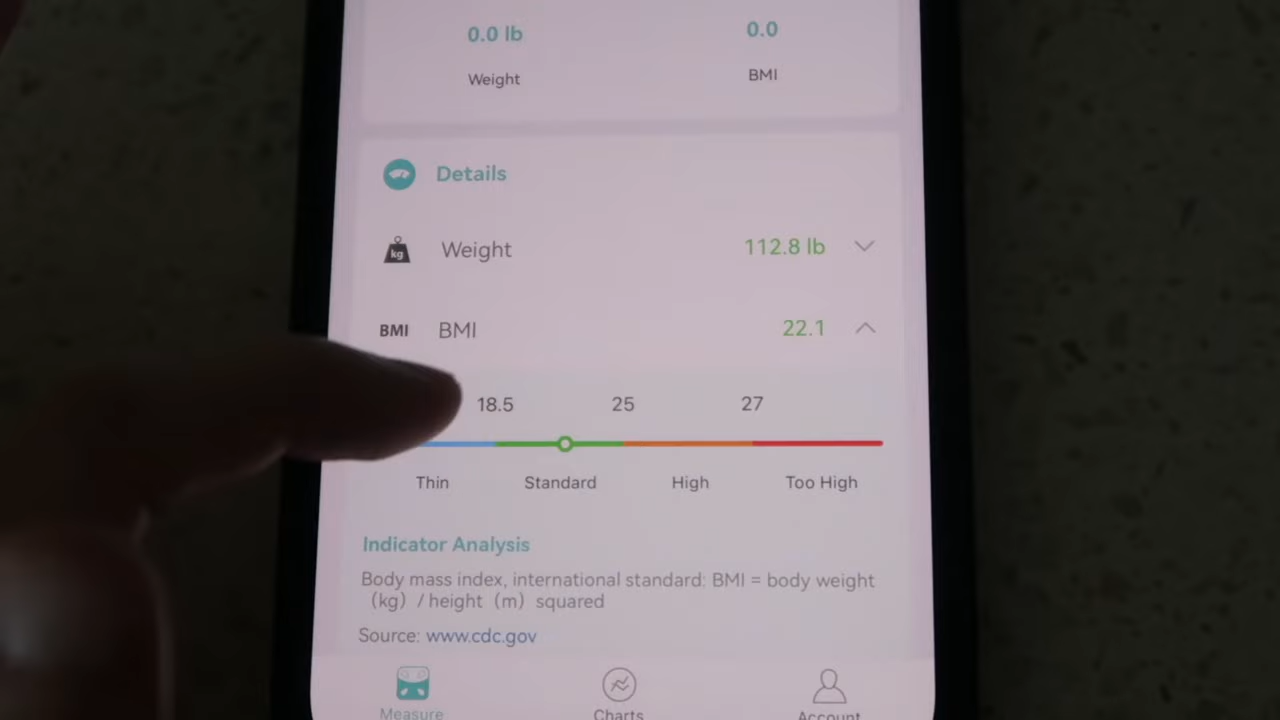 0.0 lb 0.0
Weight BMI
Details
kg Weight 112.8 lb
BMI BMI 22.1
18.5 25 27
Thin Standard High Too High
Indicator Analysis
Body mass index, international standard: BMI = body weight
（kg）/ height（m）squared
Source: www.cdc.gov
Measure Charts Account